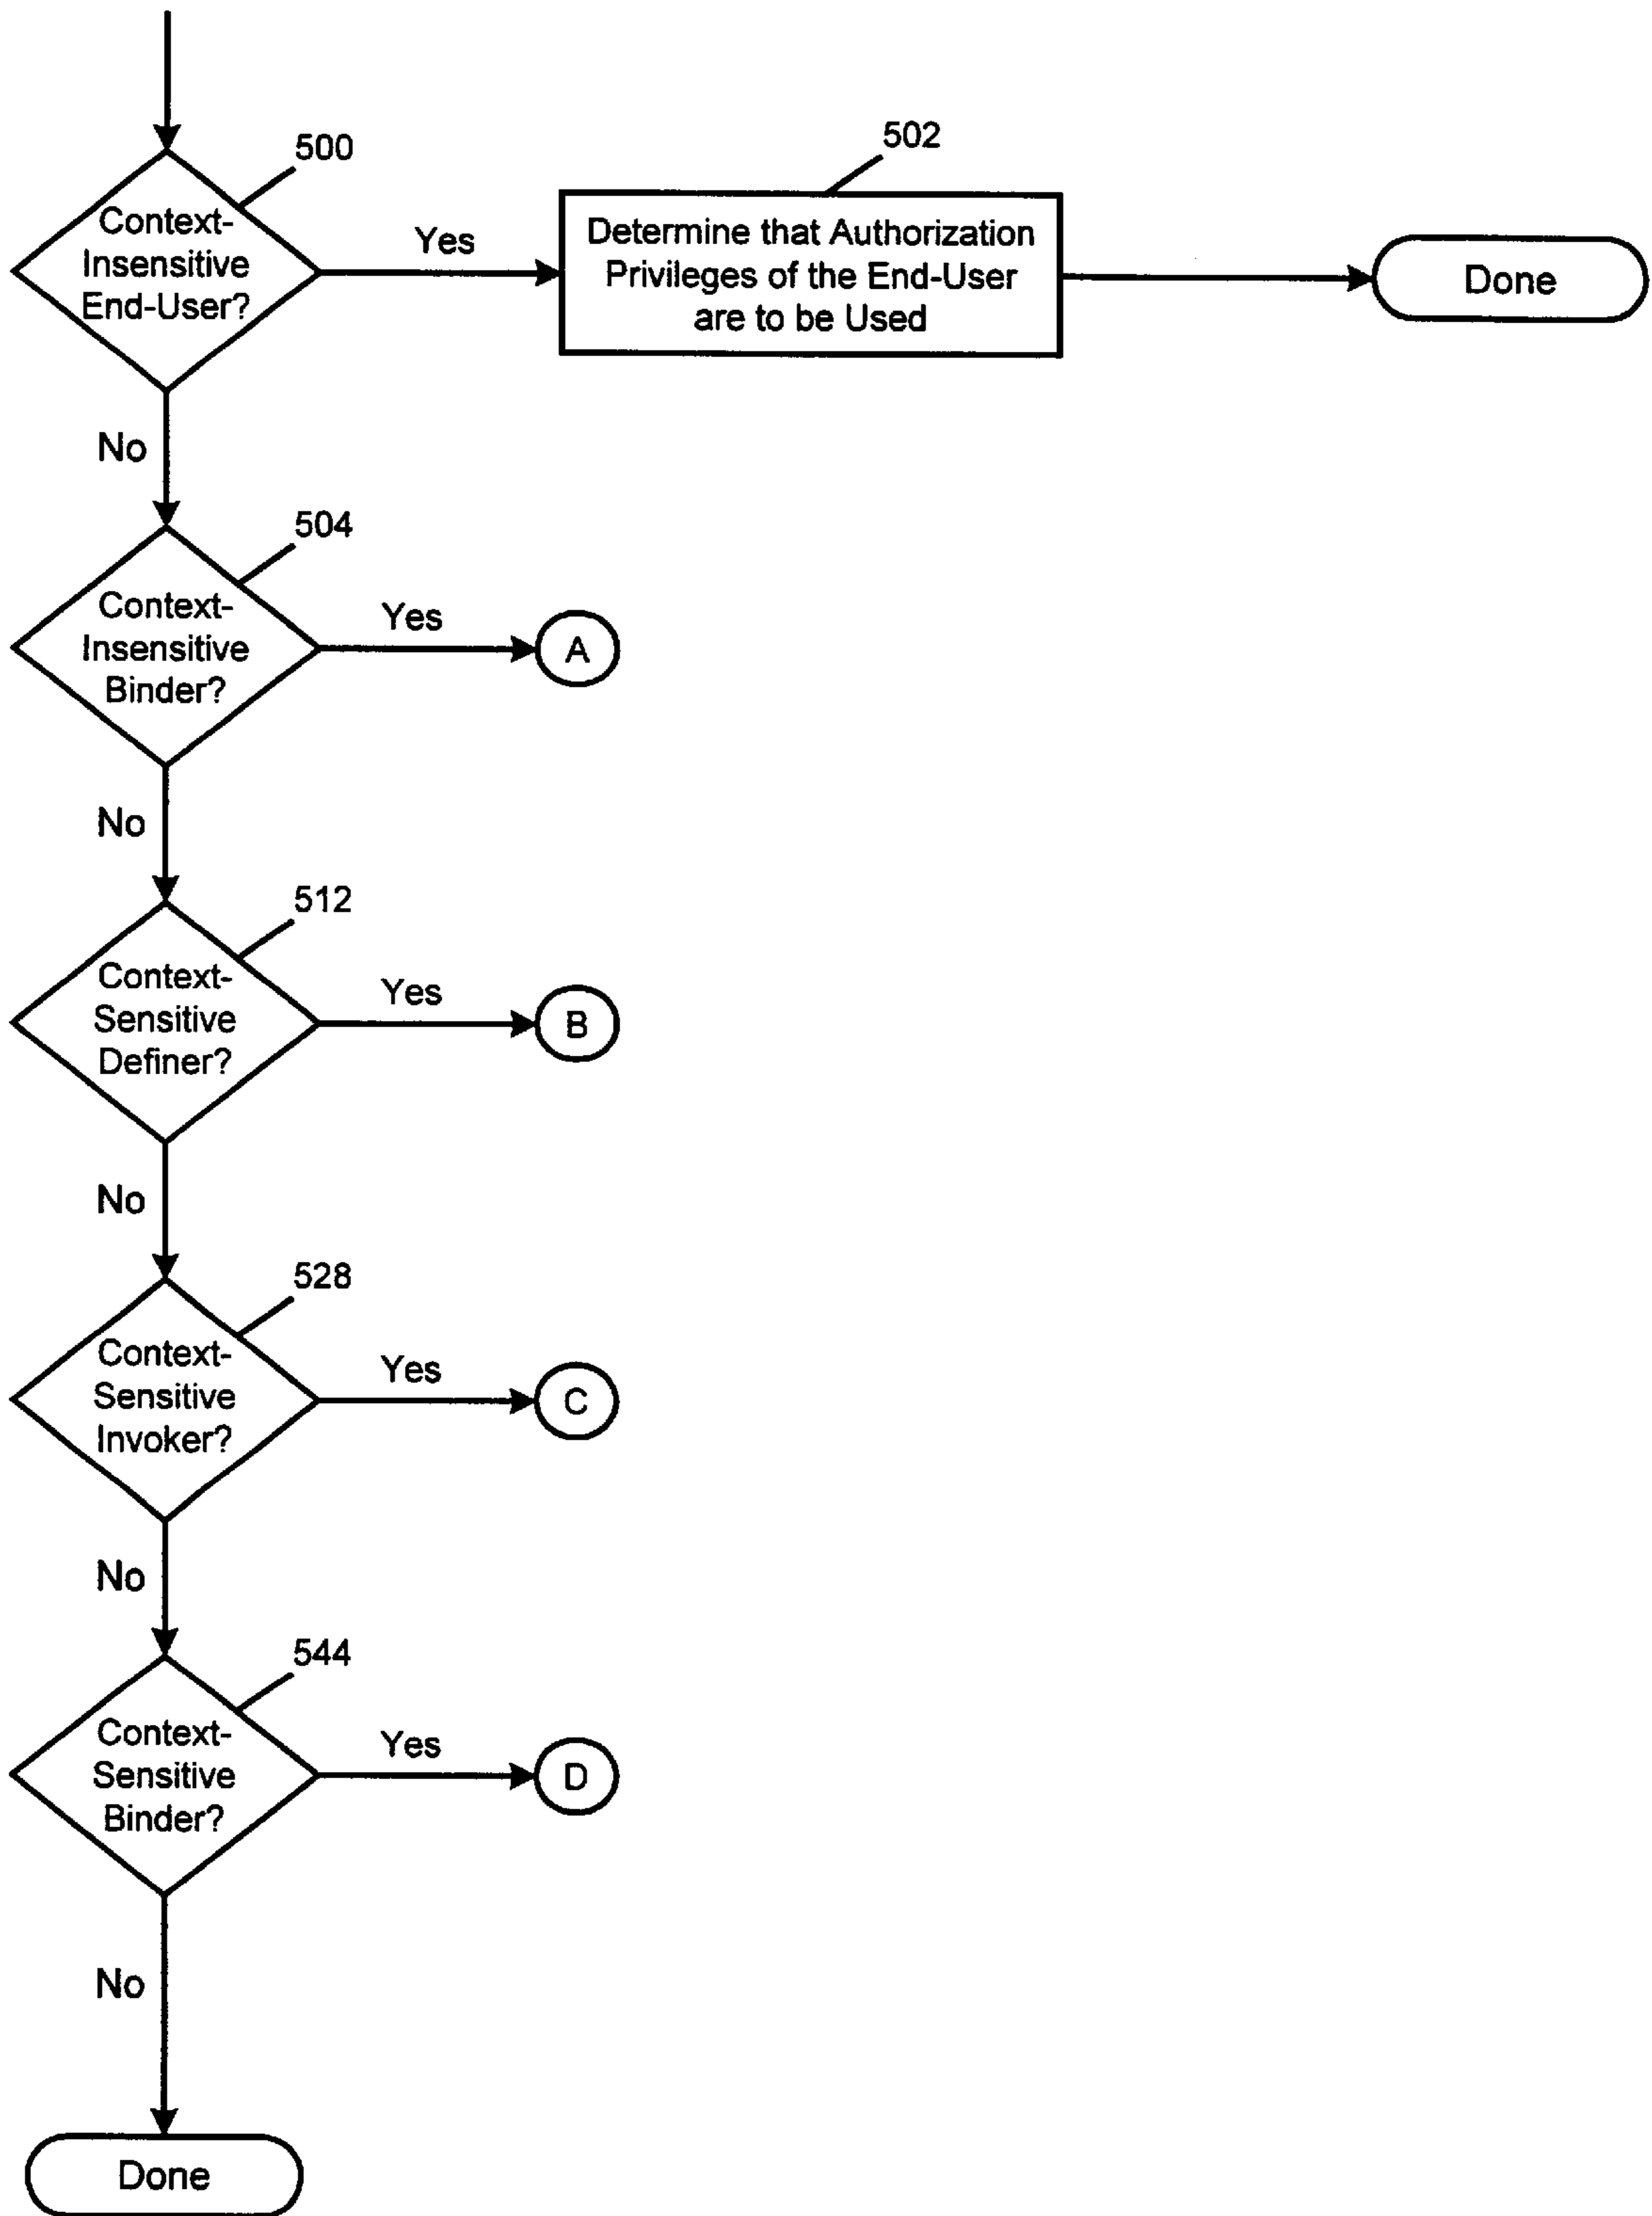 500
Context-
Insensitive
End-User?
Yes
502
Determine that Authorization
Privileges of the End-User
are to be Used
Done
No
504
Context-
Insensitive
Binder?
Yes
A
No
512
Context-
Sensitive
Definer?
Yes
B
No
528
Context-
Sensitive
Invoker?
Yes
C
No
544
Context-
Sensitive
Binder?
Yes
D
No
Done